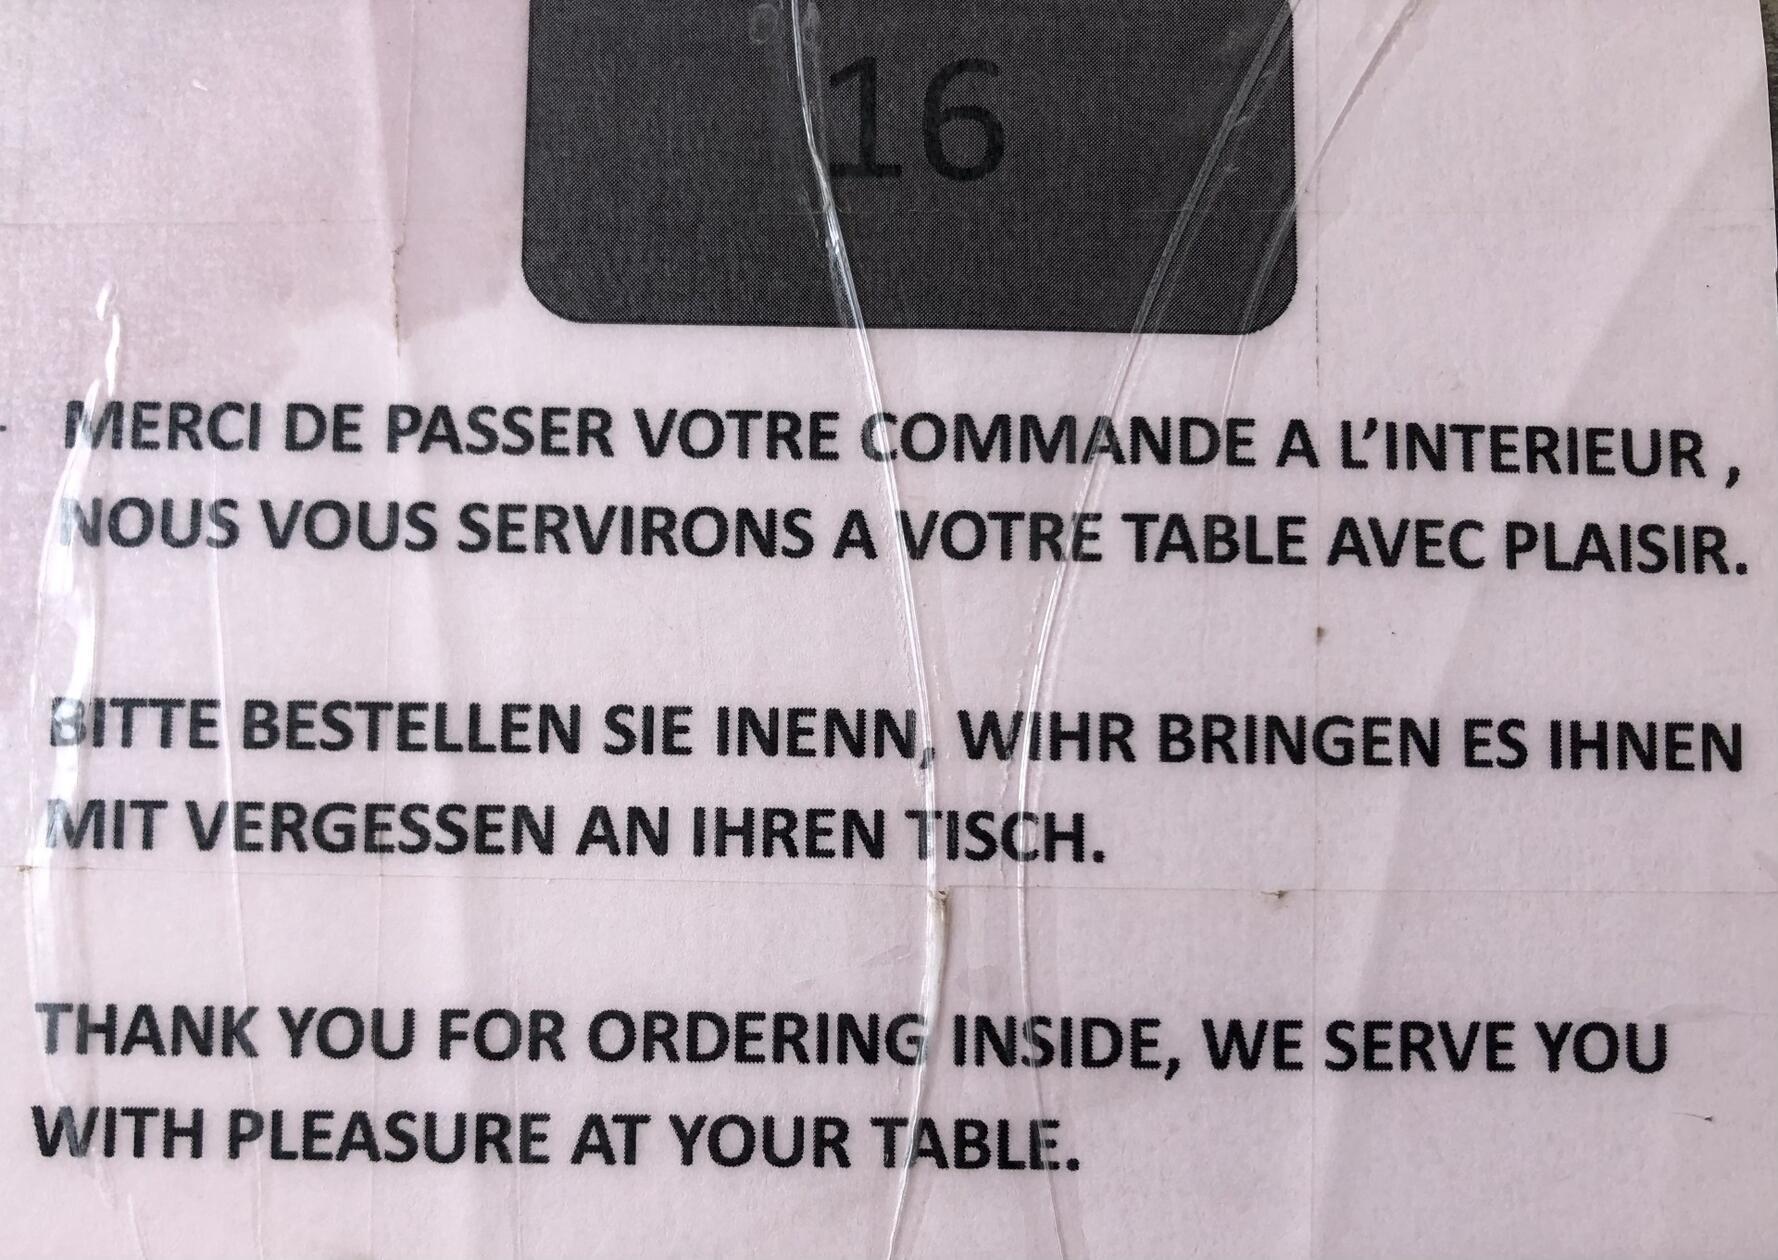 16
MERCI DE PASSER VOTRE COMMANDE A L’INTERIEUR ,
NOUS VOUS SERVIRONS A VOTRE TABLE AVEC PLAISIR.
BITTE BESTELLEN SIE INENN, WIHR BRINGEN ES IHNEN
MIT VERGESSEN AN IHREN TISCH.
THANK YOU FOR ORDERING INSIDE, WE SERVE YOU
WITH PLEASURE AT YOUR TABLE.